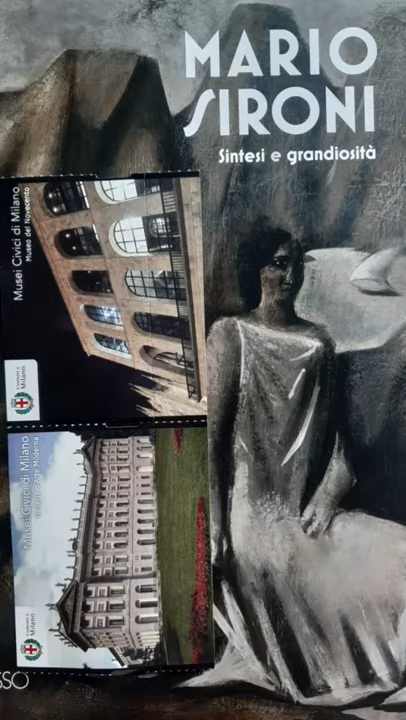 MARIO
SIRONI
Sintesi e grandiosità
Musei Civici di Milano
Museo del Novecento
Comune di
Milano
Musei Civici di Milano
Galleria d'Arte Moderna
Comune di
Milano
SSO